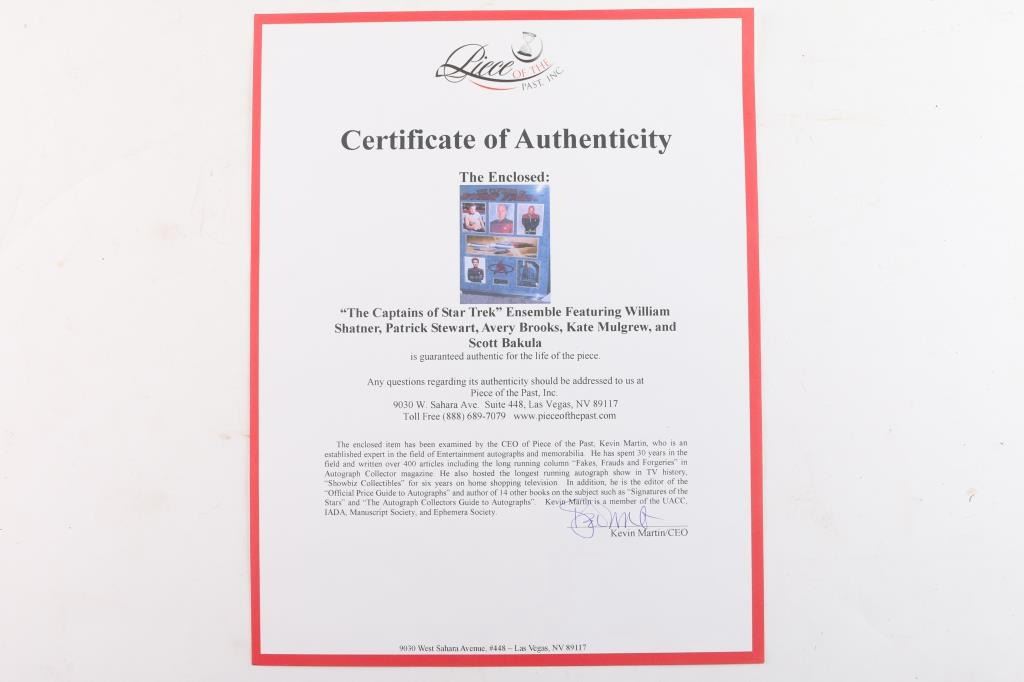 Piece OF THE
PAST, INC.
Certificate of Authenticity
The Enclosed:
“The Captains of Star Trek” Ensemble Featuring William
Shatner, Patrick Stewart, Avery Brooks, Kate Mulgrew, and
Scott Bakula
is guaranteed authentic for the life of the piece.
Any questions regarding its authenticity should be addressed to us at
Piece of the Past, Inc.
9030 W. Sahara Ave. Suite 448, Las Vegas, NV 89117
Toll Free (888) 689-7079 www.pieceofthepast.com
The enclosed item has been examined by the CEO of Piece of the Past, Kevin Martin, who is an
established expert in the field of Entertainment autographs and memorabilia. He has spent 30 years in the
field and written over 400 articles including the long running column “Fakes, Frauds and Forgeries” in
Autograph Collector magazine. He also hosted the longest running autograph show in TV history,
“Showbiz Collectibles” for six years on home shopping television. In addition, he is the editor of the
“Official Price Guide to Autographs” and author of 14 other books on the subject such as “Signatures of the
Stars” and “The Autograph Collectors Guide to Autographs”. Kevin Martin is a member of the UACC,
IADA, Manuscript Society, and Ephemera Society.
Kevin Martin/CEO
9030 West Sahara Avenue, #448 – Las Vegas, NV 89117